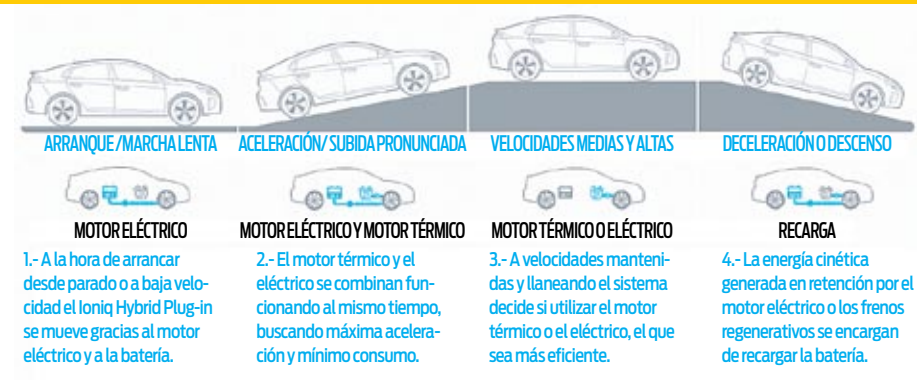 ARRANQUE / MARCHA LENTA
MOTOR ELÉCTRICO
1.- A la hora de arrancar
desde parado o a baja velo-
cidad el Ioniq Hybrid Plug-in
se mueve gracias al motor
eléctrico y a la batería.
ACELERACIÓN/ SUBIDA PRONUNCIADA
MOTOR ELÉCTRICO Y MOTOR TÉRMICO
2.- El motor térmico y el
eléctrico se combinan fun-
cionando al mismo tiempo,
buscando máxima acelera-
ción y mínimo consumo.
VELOCIDADES MEDIAS Y ALTAS
MOTOR TÉRMICO O ELÉCTRICO
3.- A velocidades manteni-
das y llaneando el sistema
decide si utilizar el motor
térmico o el eléctrico, el que
sea más eficiente.
DECELERACIÓN O DESCENSO
RECARGA
4.- La energía cinética
generada en retención por el
motor eléctrico o los frenos
regenerativos se encargan
de recargar la batería.